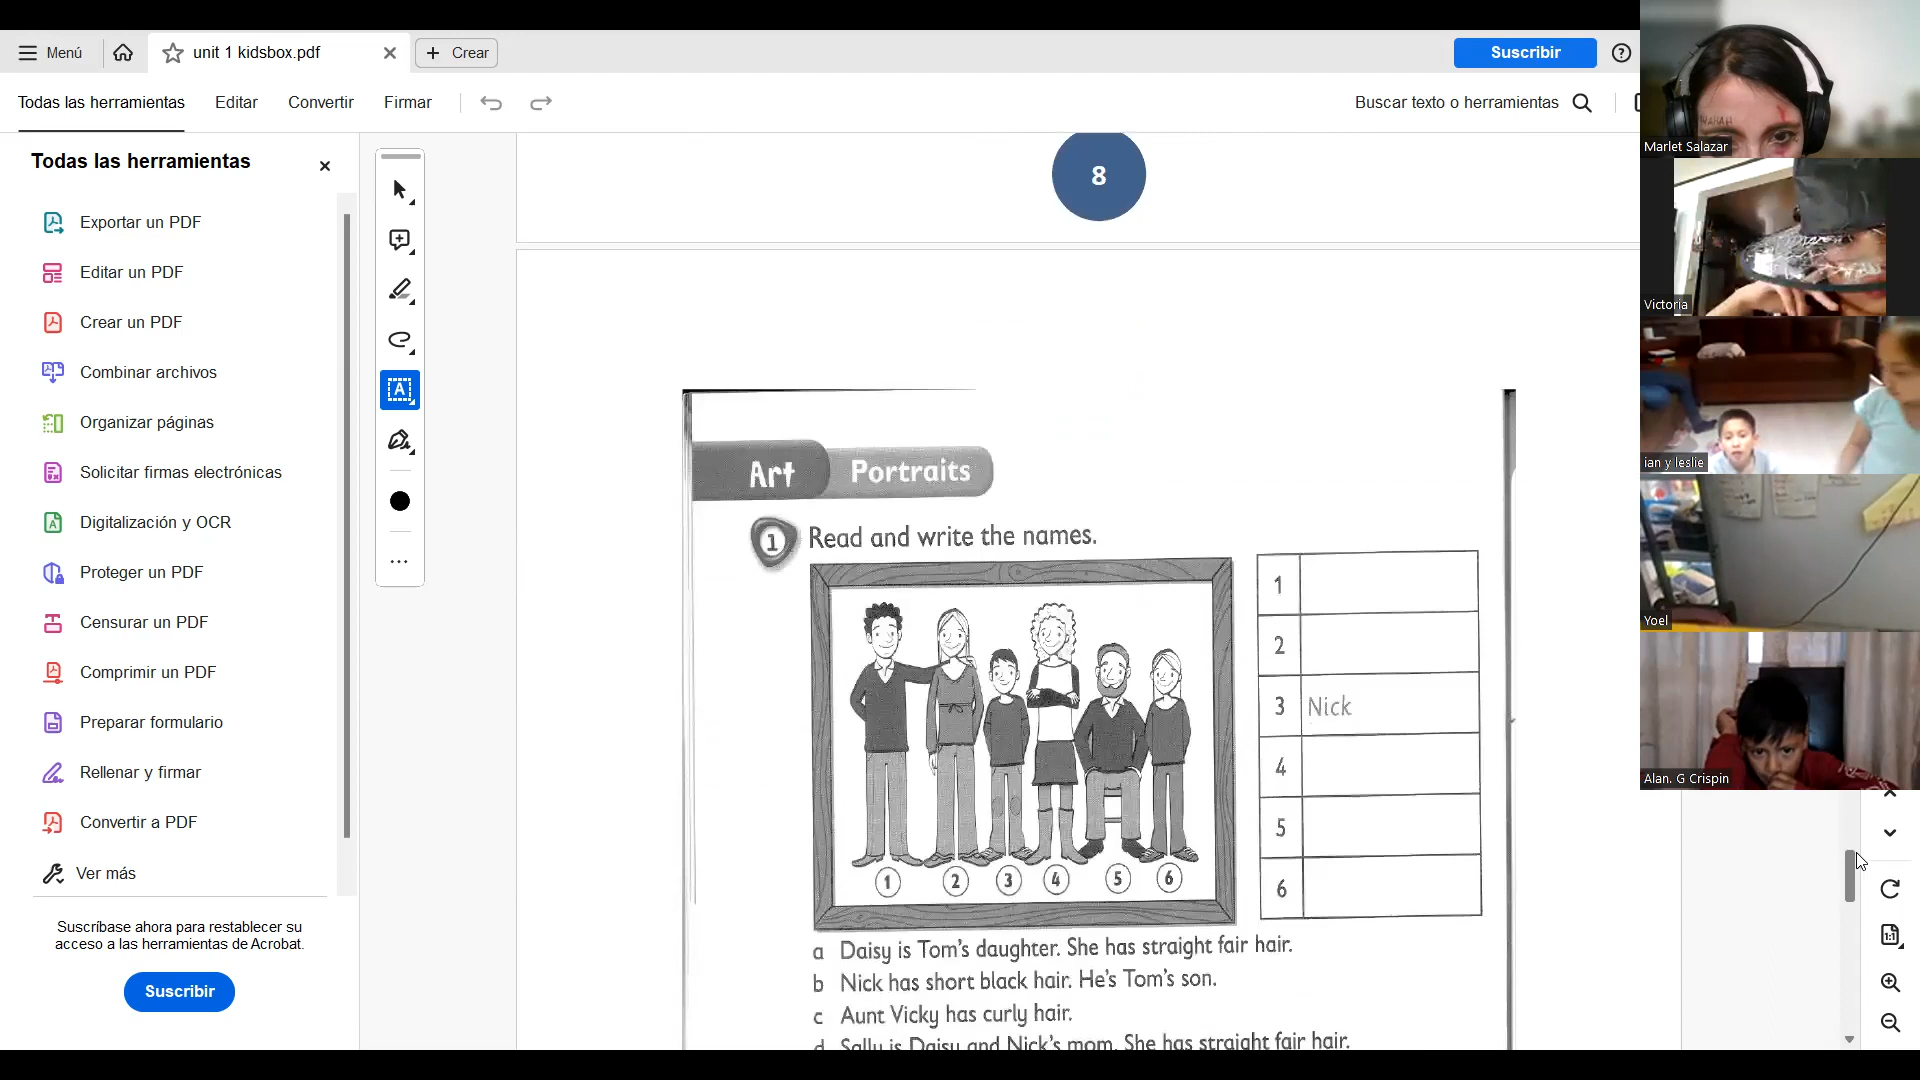 Menú
unit 1 kidsbox.pdf
Crear
Suscribir
Todas las herramientas
Editar
Convertir
Firmar
Buscar texto o herramientas
Todas las herramientas
Exportar un PDF
Editar un PDF
Crear un PDF
Combinar archivos
Organizar páginas
Solicitar firmas electrónicas
Digitalización y OCR
Proteger un PDF
Censurar un PDF
Comprimir un PDF
Preparar formulario
Rellenar y firmar
Convertir a PDF
Ver más
Suscríbase ahora para restablecer su
acceso a las herramientas de Acrobat.
Suscribir
8
Art Portraits
1 Read and write the names.
1
2
3 Nick
4
5
6
1 2 3 4 5 6
a Daisy is Tom's daughter. She has straight fair hair.
b Nick has short black hair. He's Tom's son.
c Aunt Vicky has curly hair.
d Sally is Daisy and Nick's mom. She has straight fair hair.
Marlet Salazar
Victoria
ian y leslie
Yoel
Alan. G Crispin